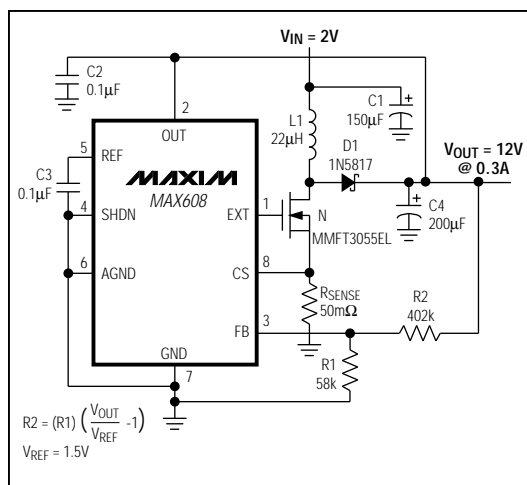 VIN = 2V
C2
0.1µF
2
OUT
C1
150µF
+
L1
22µH
D1
1N5817
VOUT = 12V
@ 0.3A
5
REF
MAXIM
MAX608
C3
0.1µF
4
SHDN
EXT
1
N
MMFT3055EL
+
C4
200µF
6
AGND
CS
8
RSENSE
50mΩ
R2
402k
FB
3
GND
7
R1
58k
R2 = (R1) (VOUT/VREF -1)
VREF = 1.5V